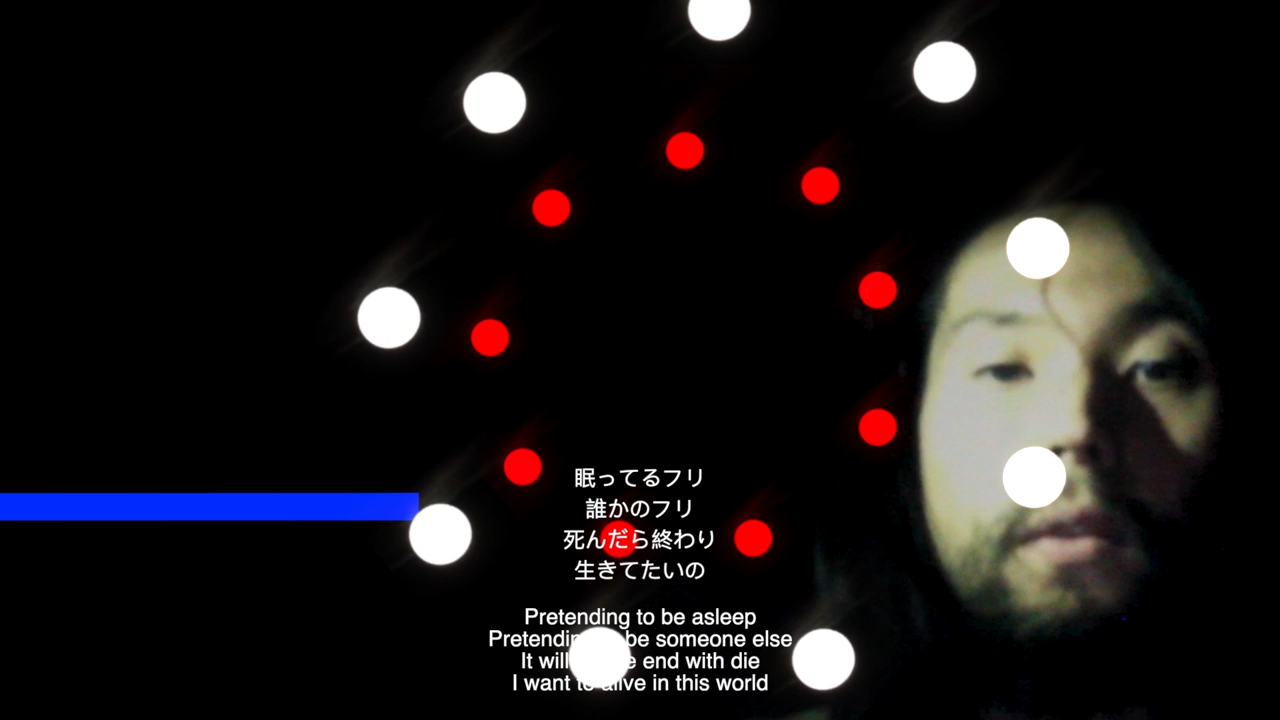 眠ってるフリ
誰かのフリ
死んだら終わり
生きてたいの
Pretending to be asleep
Pretending be someone else
It will end with die
I want to alive in this world